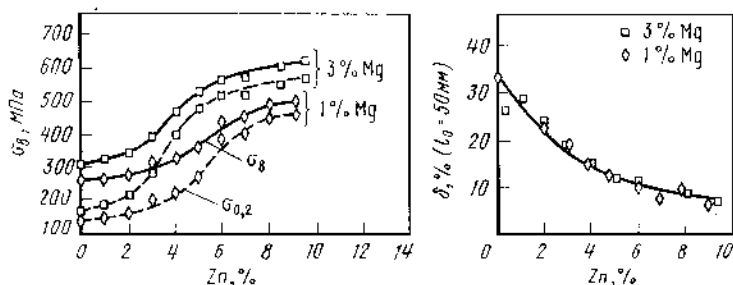 σв, МПа
700
600
500
400
300
200
100
3% Mg
1% Mg
σв
σ0,2
0 2 4 6 8 10 12 14
Zn, %
δ, % (l0=50мм)
40
30
20
10
3% Mg
1% Mg
0 2 4 6 8 10
Zn, %